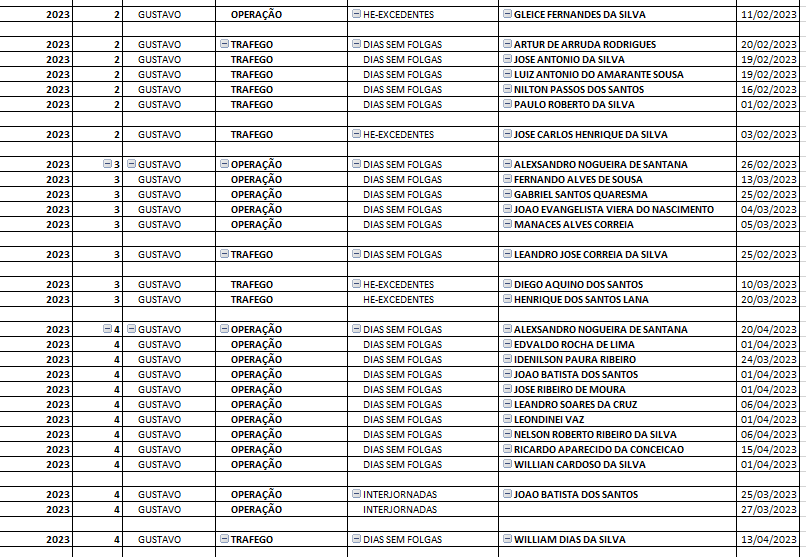 2023 2 GUSTAVO OPERAÇÃO HE-EXCEDENTES GLEICE FERNANDES DA SILVA 11/02/2023
2023 2 GUSTAVO TRAFEGO DIAS SEM FOLGAS ARTUR DE ARRUDA RODRIGUES 20/02/2023
2023 2 GUSTAVO TRAFEGO DIAS SEM FOLGAS JOSE ANTONIO DA SILVA 19/02/2023
2023 2 GUSTAVO TRAFEGO DIAS SEM FOLGAS LUIZ ANTONIO DO AMARANTE SOUSA 19/02/2023
2023 2 GUSTAVO TRAFEGO DIAS SEM FOLGAS NILTON PASSOS DOS SANTOS 16/02/2023
2023 2 GUSTAVO TRAFEGO DIAS SEM FOLGAS PAULO ROBERTO DA SILVA 01/02/2023
2023 2 GUSTAVO TRAFEGO HE-EXCEDENTES JOSE CARLOS HENRIQUE DA SILVA 03/02/2023
2023 3 GUSTAVO OPERAÇÃO DIAS SEM FOLGAS ALEXSANDRO NOGUEIRA DE SANTANA 26/02/2023
2023 3 GUSTAVO OPERAÇÃO DIAS SEM FOLGAS FERNANDO ALVES DE SOUSA 13/03/2023
2023 3 GUSTAVO OPERAÇÃO DIAS SEM FOLGAS GABRIEL SANTOS QUARESMA 25/02/2023
2023 3 GUSTAVO OPERAÇÃO DIAS SEM FOLGAS JOAO EVANGELISTA VIERA DO NASCIMENTO 04/03/2023
2023 3 GUSTAVO OPERAÇÃO DIAS SEM FOLGAS MANACES ALVES CORREIA 05/03/2023
2023 3 GUSTAVO TRAFEGO DIAS SEM FOLGAS LEANDRO JOSE CORREIA DA SILVA 25/02/2023
2023 3 GUSTAVO TRAFEGO HE-EXCEDENTES DIEGO AQUINO DOS SANTOS 10/03/2023
2023 3 GUSTAVO TRAFEGO HE-EXCEDENTES HENRIQUE DOS SANTOS LANA 20/03/2023
2023 4 GUSTAVO OPERAÇÃO DIAS SEM FOLGAS ALEXSANDRO NOGUEIRA DE SANTANA 20/04/2023
2023 4 GUSTAVO OPERAÇÃO DIAS SEM FOLGAS EDVALDO ROCHA DE LIMA 01/04/2023
2023 4 GUSTAVO OPERAÇÃO DIAS SEM FOLGAS IDENILSON PAURA RIBEIRO 24/03/2023
2023 4 GUSTAVO OPERAÇÃO DIAS SEM FOLGAS JOAO BATISTA DOS SANTOS 01/04/2023
2023 4 GUSTAVO OPERAÇÃO DIAS SEM FOLGAS JOSE RIBEIRO DE MOURA 01/04/2023
2023 4 GUSTAVO OPERAÇÃO DIAS SEM FOLGAS LEANDRO SOARES DA CRUZ 06/04/2023
2023 4 GUSTAVO OPERAÇÃO DIAS SEM FOLGAS LEONDINEI VAZ 01/04/2023
2023 4 GUSTAVO OPERAÇÃO DIAS SEM FOLGAS NELSON ROBERTO RIBEIRO DA SILVA 06/04/2023
2023 4 GUSTAVO OPERAÇÃO DIAS SEM FOLGAS RICARDO APARECIDO DA CONCEICAO 15/04/2023
2023 4 GUSTAVO OPERAÇÃO DIAS SEM FOLGAS WILLIAN CARDOSO DA SILVA 01/04/2023
2023 4 GUSTAVO OPERAÇÃO INTERJORNADAS JOAO BATISTA DOS SANTOS 25/03/2023
2023 4 GUSTAVO OPERAÇÃO INTERJORNADAS 27/03/2023
2023 4 GUSTAVO TRAFEGO DIAS SEM FOLGAS WILLIAM DIAS DA SILVA 13/04/2023